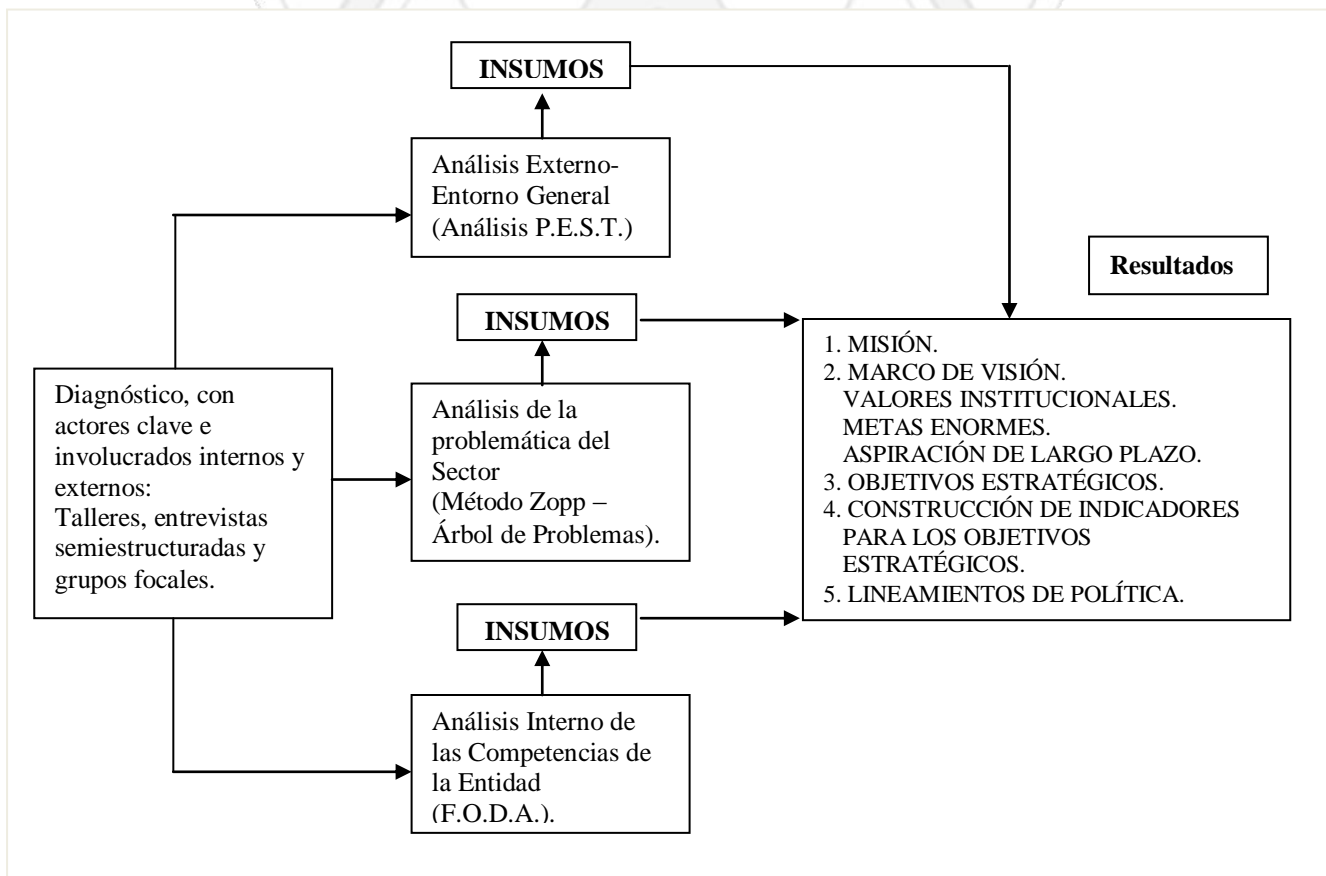 INSUMOS
Análisis Externo-
Entorno General
(Análisis P.E.S.T.)
Resultados
INSUMOS
Diagnóstico, con
actores clave e
involucrados internos y
externos:
Talleres, entrevistas
semiestructuradas y
grupos focales.
Análisis de la
problemática del
Sector
(Método Zopp –
Árbol de Problemas).
1. MISIÓN.
2. MARCO DE VISIÓN.
VALORES INSTITUCIONALES.
METAS ENORMES.
ASPIRACIÓN DE LARGO PLAZO.
3. OBJETIVOS ESTRATÉGICOS.
4. CONSTRUCCIÓN DE INDICADORES
PARA LOS OBJETIVOS
ESTRATÉGICOS.
5. LINEAMIENTOS DE POLÍTICA.
INSUMOS
Análisis Interno de
las Competencias de
la Entidad
(F.O.D.A.).